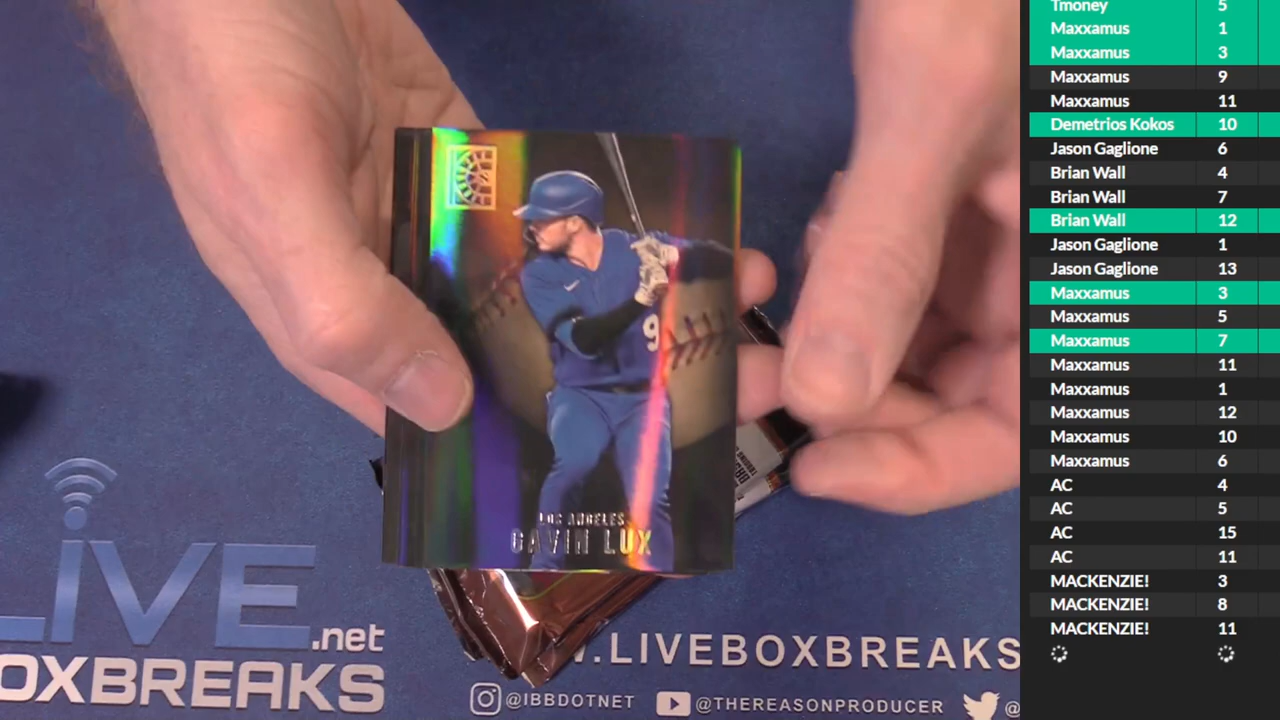 Tmoney 5
Maxxamus 1
Maxxamus 3
Maxxamus 9
Maxxamus 11
Demetrios Kokos 10
Jason Gaglione 6
Brian Wall 4
Brian Wall 7
Brian Wall 12
Jason Gaglione 1
Jason Gaglione 13
Maxxamus 3
Maxxamus 5
Maxxamus 7
Maxxamus 11
Maxxamus 1
Maxxamus 12
Maxxamus 10
Maxxamus 6
AC 4
AC 5
AC 15
AC 11
MACKENZIE! 3
MACKENZIE! 8
MACKENZIE! 11
9
LOS ANGELES
GAVIN LUX
LIVE
.net
OXBREAKS
W.LIVEBOXBREAKS
@IBBDOTNET
@THEREASONPRODUCER
@